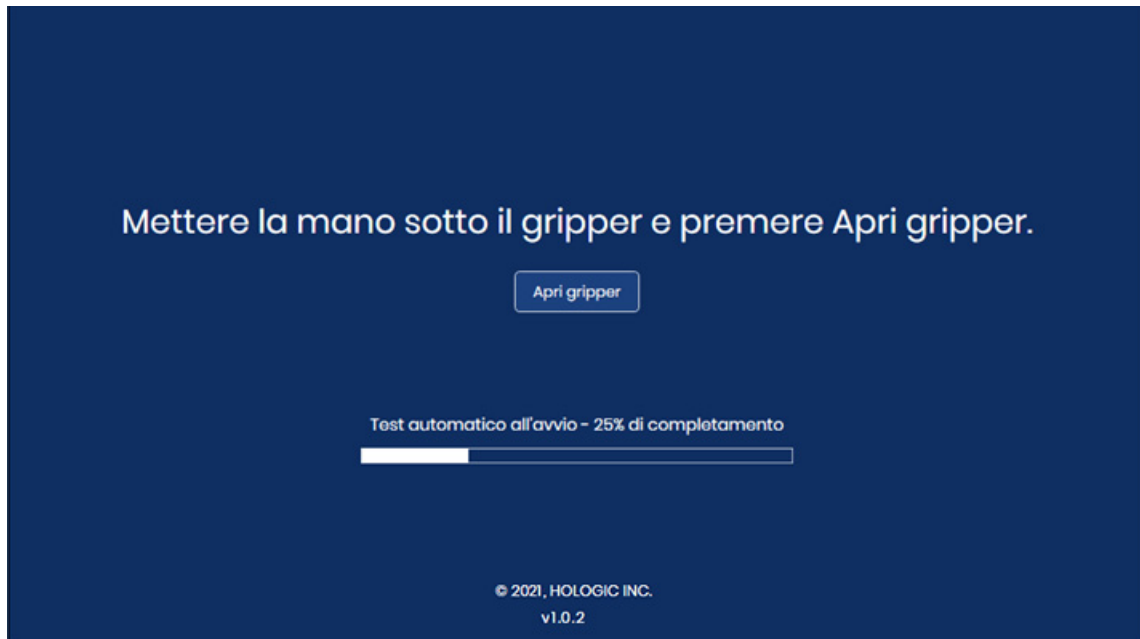 Mettere la mano sotto il gripper e premere Apri gripper.
Apri gripper
Test automatico all'avvio - 25% di completamento
© 2021, HOLOGIC INC.
v1.0.2